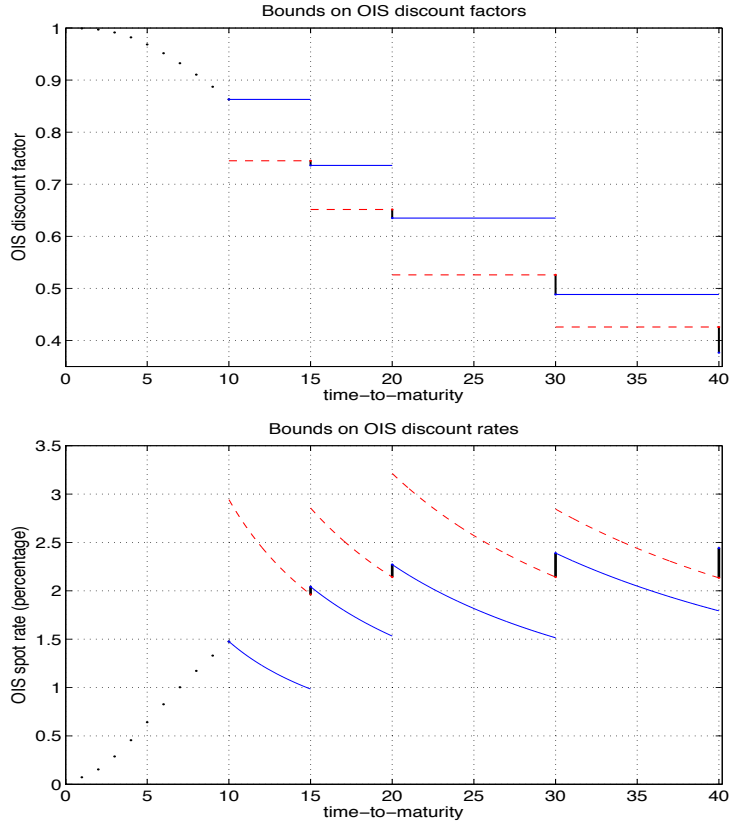 Bounds on OIS discount factors
1
0.9
0.8
0.7
0.6
0.5
0.4
OIS discount factor
0 5 10 15 20 25 30 35 40
time-to-maturity
Bounds on OIS discount rates
3.5
3
2.5
2
1.5
1
0.5
0
OIS spot rate (percentage)
0 5 10 15 20 25 30 35 40
time-to-maturity